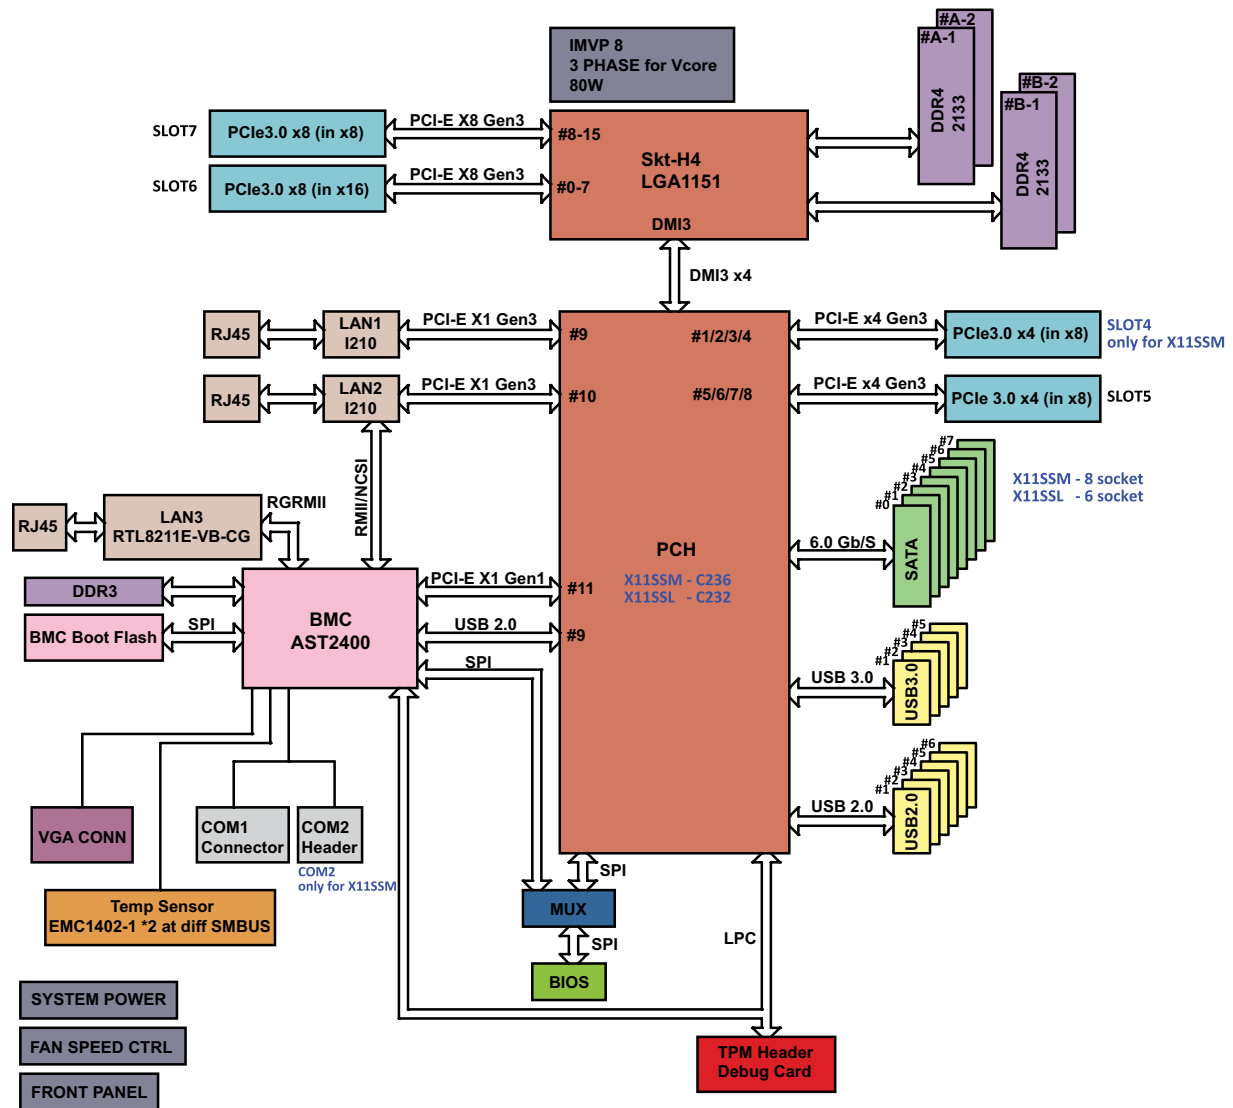 IMVP 8
3 PHASE for Vcore
80W
#A-2
#A-1
DDR4
2133
#B-2
#B-1
DDR4
2133
SLOT7
PCIe3.0 x8 (in x8)
PCI-E X8 Gen3
#8-15
SLOT6
PCIe3.0 x8 (in x16)
PCI-E X8 Gen3
#0-7
Skt-H4
LGA1151
DMI3
DMI3 x4
RJ45
LAN1
I210
PCI-E X1 Gen3
#9
#1/2/3/4
PCI-E x4 Gen3
PCIe3.0 x4 (in x8)
SLOT4
only for X11SSM
RJ45
LAN2
I210
PCI-E X1 Gen3
#10
#5/6/7/8
PCI-E x4 Gen3
PCIe 3.0 x4 (in x8)
SLOT5
RMII/NCSI
RJ45
LAN3
RTL8211E-VB-CG
RGRMII
PCH
X11SSM - C236
X11SSL - C232
6.0 Gb/S
#0
#1
#2
#3
#4
#5
#6
#7
SATA
X11SSM - 8 socket
X11SSL - 6 socket
DDR3
BMC Boot Flash
SPI
BMC
AST2400
PCI-E X1 Gen1
#11
USB 2.0
#9
SPI
USB 3.0
#1
#2
#3
#4
#5
USB3.0
USB 2.0
#1
#2
#3
#4
#5
#6
USB2.0
VGA CONN
COM1
Connector
COM2
Header
COM2
only for X11SSM
Temp Sensor
EMC1402-1 *2 at diff SMBUS
SPI
MUX
SPI
BIOS
LPC
TPM Header
Debug Card
SYSTEM POWER
FAN SPEED CTRL
FRONT PANEL